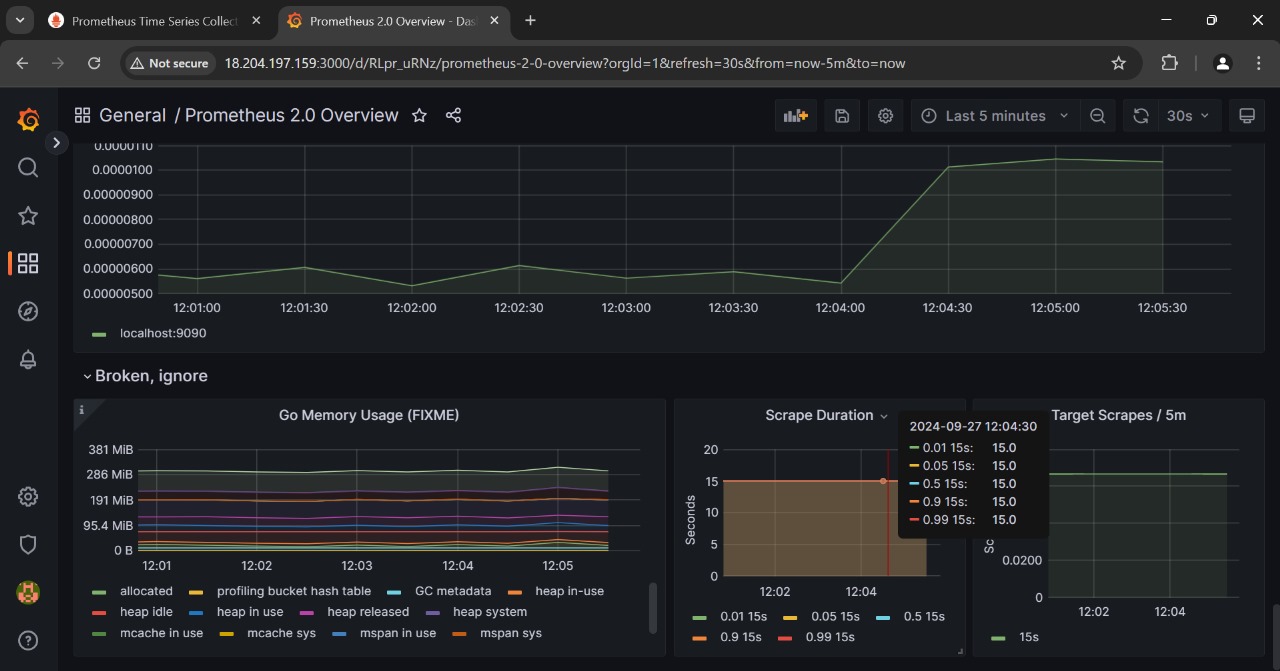 Prometheus Time Series Collect
Prometheus 2.0 Overview - Das
Not secure
18.204.197.159:3000/d/RLpr_uRNz/prometheus-2-0-overview?orgId=1&refresh=30s&from=now-5m&to=now
General / Prometheus 2.0 Overview
Last 5 minutes
30s
0.0000110
0.0000100
0.00000900
0.00000800
0.00000700
0.00000600
0.00000500
12:01:00 12:01:30 12:02:00 12:02:30 12:03:00 12:03:30 12:04:00 12:04:30 12:05:00 12:05:30
localhost:9090
Broken, ignore
Go Memory Usage (FIXME)
381 MiB
286 MiB
191 MiB
95.4 MiB
0 B
12:01 12:02 12:03 12:04 12:05
allocated profiling bucket hash table GC metadata heap in-use
heap idle heap in use heap released heap system
mcache in use mcache sys mspan in use mspan sys
Scrape Duration
Seconds
20
15
10
5
0
12:02 12:04
0.01 15s 0.05 15s 0.5 15s
0.9 15s 0.99 15s
2024-09-27 12:04:30
0.01 15s: 15.0
0.05 15s: 15.0
0.5 15s: 15.0
0.9 15s: 15.0
0.99 15s: 15.0
Target Scrapes / 5m
0.0200
0
12:02 12:04
15s